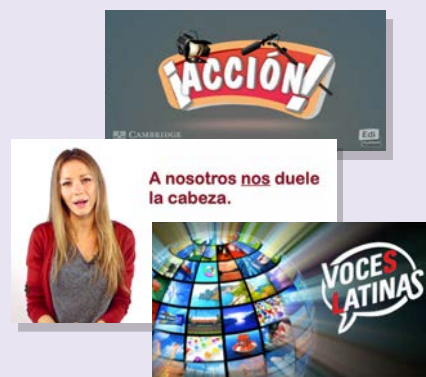 ¡ACCIÓN!
CAMBRIDGE
Edi
A nosotros nos duele
la cabeza.
VOCES
LATINAS